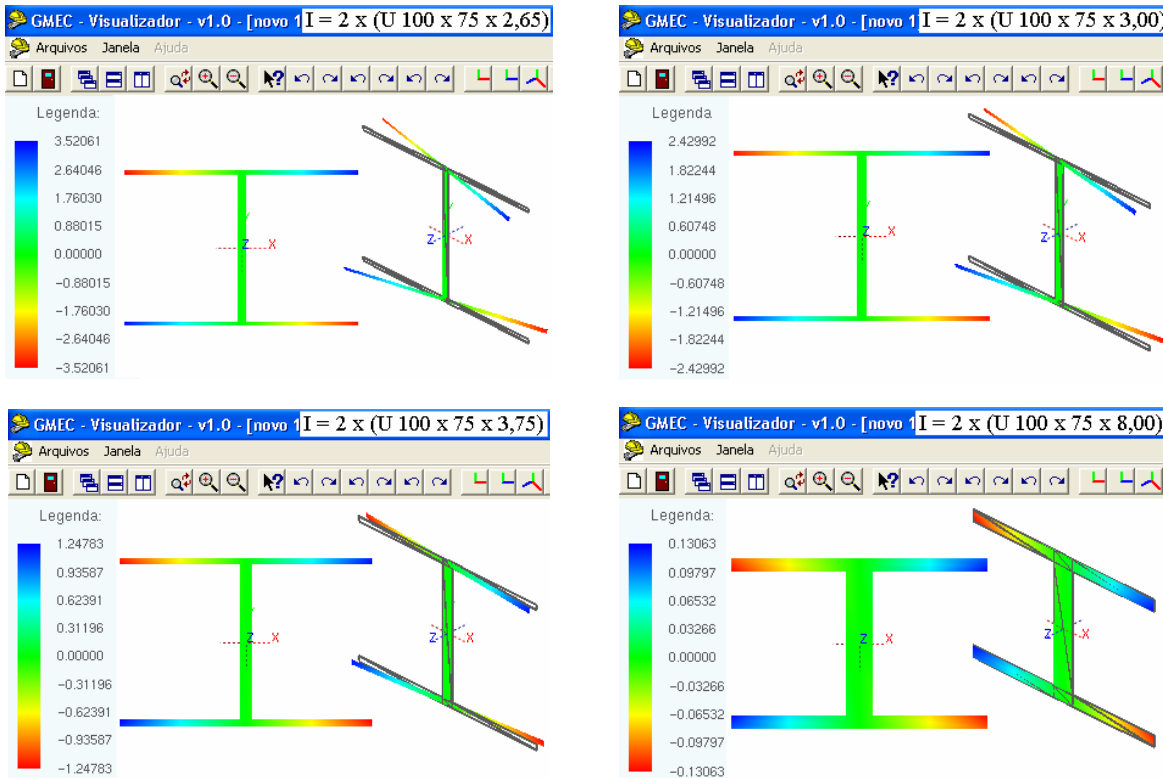 GMEC - Visualizador - v1.0 - [novo 1 I = 2 x (U 100 x 75 x 2,65)
Arquivos Janela Ajuda
Legenda:
3.52061
2.64046
1.76030
0.88015
0.00000
−0.88015
−1.76030
−2.64046
−3.52061
Z X
Z X
GMEC - Visualizador - v1.0 - [novo 1 I = 2 x (U 100 x 75 x 3,00)
Arquivos Janela Ajuda
Legenda
2.42992
1.82244
1.21496
0.60748
0.00000
−0.60748
−1.21496
−1.82244
−2.42992
Z X
Z X
GMEC - Visualizador - v1.0 - [novo 1 I = 2 x (U 100 x 75 x 3,75)
Arquivos Janela Ajuda
Legenda:
1.24783
0.93587
0.62391
0.31196
0.00000
−0.31196
−0.62391
−0.93587
−1.24783
Z X
Z X
GMEC - Visualizador - v1.0 - [novo 1 I = 2 x (U 100 x 75 x 8,00)
Arquivos Janela Ajuda
Legenda:
0.13063
0.09797
0.06532
0.03266
0.00000
−0.03266
−0.06532
−0.09797
−0.13063
Z X
Z X